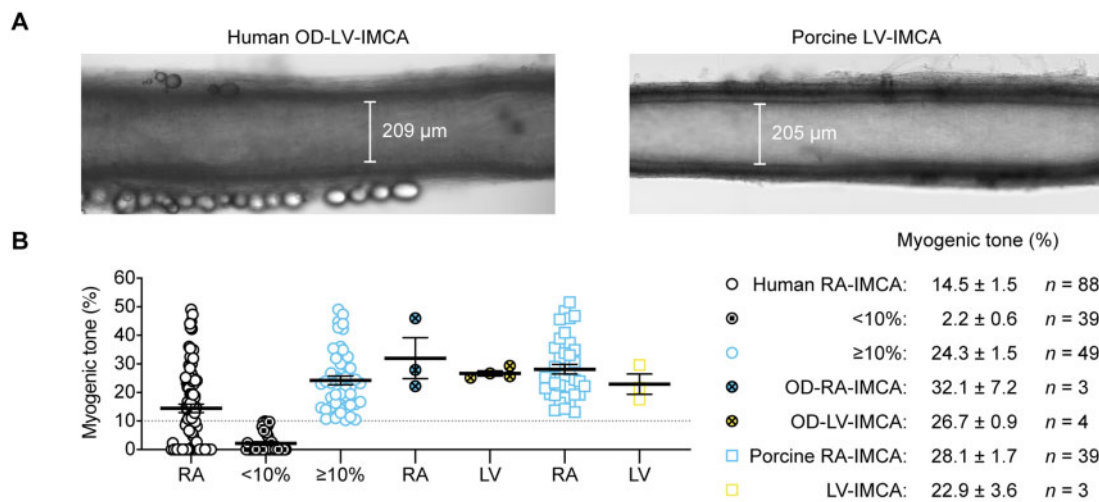 A
Human OD-LV-IMCA
Porcine LV-IMCA
209 µm
205 µm
B
Myogenic tone (%)
Myogenic tone (%)
60
50
40
30
20
10
0
RA
<10%
≥10%
RA
LV
RA
LV
Human RA-IMCA: 14.5 ± 1.5 n = 88
<10%: 2.2 ± 0.6 n = 39
≥10%: 24.3 ± 1.5 n = 49
OD-RA-IMCA: 32.1 ± 7.2 n = 3
OD-LV-IMCA: 26.7 ± 0.9 n = 4
Porcine RA-IMCA: 28.1 ± 1.7 n = 39
LV-IMCA: 22.9 ± 3.6 n = 3